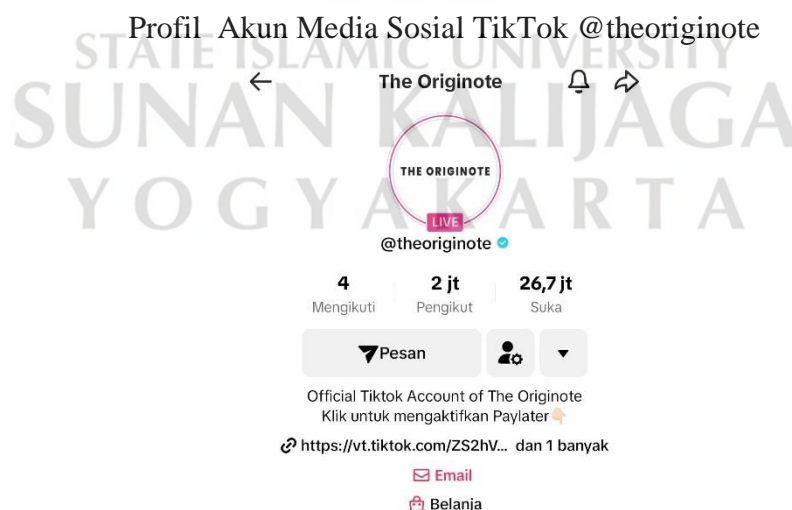 Profil Akun Media Sosial TikTok @theoriginote
STATE ISLAMIC UNIVERSITY
SUNAN KALIJAGA
YOGYAKARTA
The Originote
THE ORIGINOTE
LIVE
@theoriginote
4 2 jt 26,7 jt
Mengikuti Pengikut Suka
Pesan
Official Tiktok Account of The Originote
Klik untuk mengaktifkan Paylater👇🏻
https://vt.tiktok.com/ZS2hV... dan 1 banyak
Email
Belanja